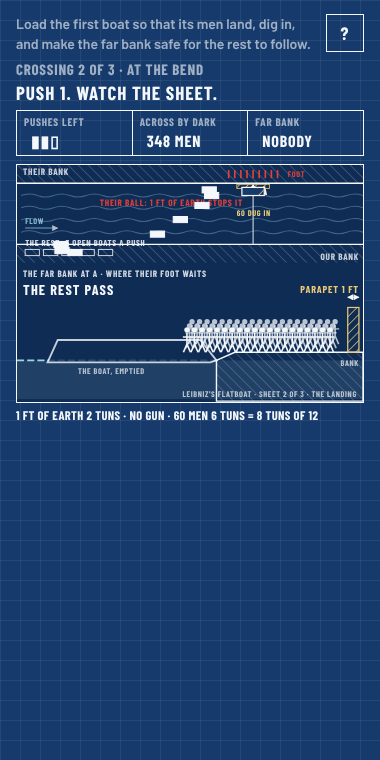 Load the first boat so that its men land, dig in,
and make the far bank safe for the rest to follow.
?
CROSSING 2 OF 3 · AT THE BEND
PUSH 1. WATCH THE SHEET.
PUSHES LEFT
ACROSS BY DARK
348 MEN
FAR BANK
NOBODY
THEIR BANK
FOOT
THEIR BALL: 1 FT OF EARTH STOPS IT
60 DUG IN
FLOW
THE REST: OPEN BOATS A PUSH
OUR BANK
THE FAR BANK AT A · WHERE THEIR FOOT WAITS
THE REST PASS
PARAPET 1 FT
BANK
THE BOAT, EMPTIED
LEIBNIZ'S FLATBOAT · SHEET 2 OF 3 · THE LANDING
1 FT OF EARTH 2 TUNS · NO GUN · 60 MEN 6 TUNS = 8 TUNS OF 12